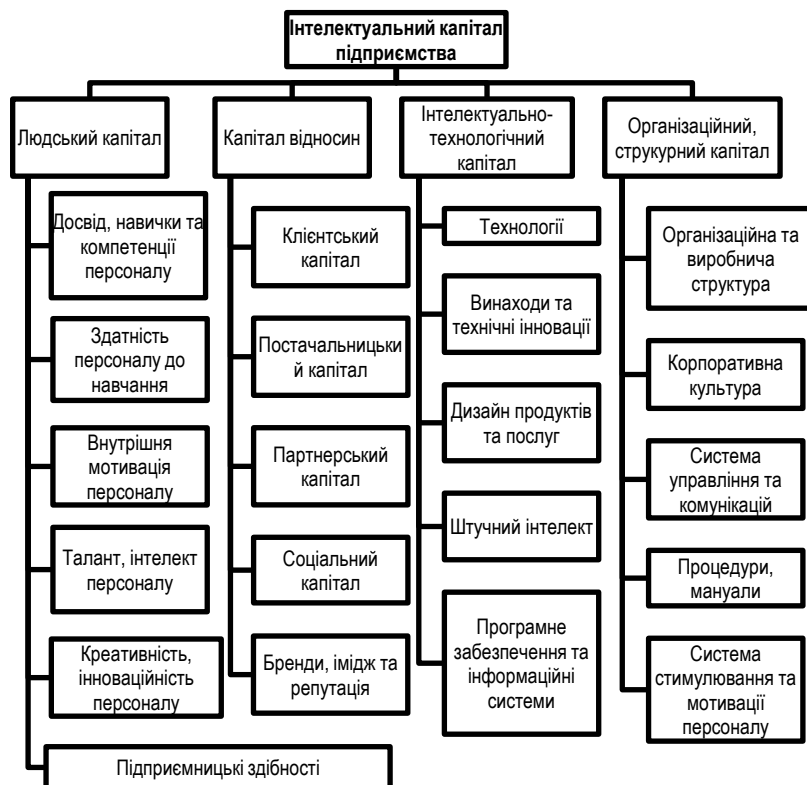 Інтелектуальний капітал
підприємства
Людський капітал
Капітал відносин
Інтелектуально-
технологічний
капітал
Організаційний,
струкурний капітал
Досвід, навички та
компетенції
персоналу
Здатність
персоналу до
навчання
Внутрішня
мотивація
персоналу
Талант, інтелект
персоналу
Креативність,
інноваційність
персоналу
Підприємницькі здібності
Клієнтський
капітал
Постачальницьки
й капітал
Партнерський
капітал
Соціальний
капітал
Бренди, імідж та
репутація
Технології
Винаходи та
технічні інновації
Дизайн продуктів
та послуг
Штучний інтелект
Програмне
забезпечення та
інформаційні
системи
Організаційна та
виробнича
структура
Корпоративна
культура
Система
управління та
комунікацій
Процедури,
мануали
Система
стимулювання та
мотивації
персоналу